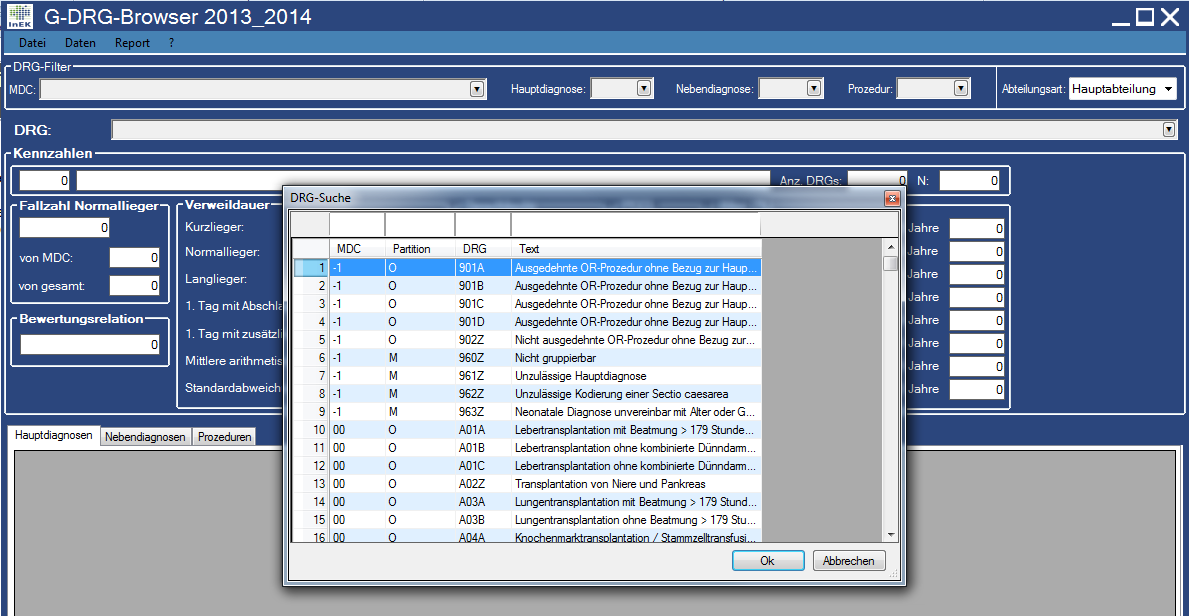 InEK G-DRG-Browser 2013_2014
Datei Daten Report ?
DRG-Filter
MDC: Hauptdiagnose: Nebendiagnose: Prozedur: Abteilungsart: Hauptabteilung
DRG:
Kennzahlen
0 Anz. DRGs: 0 N: 0
Fallzahl Normallieger
0
von MDC: 0
von gesamt: 0
Bewertungsrelation
0
Verweildauer
Kurzlieger:
Normallieger:
Langlieger:
1. Tag mit Abschla
1. Tag mit zusätzli
Mittlere arithmetis
Standardabweich
DRG-Suche
MDC Partition DRG Text
1 -1 O 901A Ausgedehnte OR-Prozedur ohne Bezug zur Haup...
2 -1 O 901B Ausgedehnte OR-Prozedur ohne Bezug zur Haup...
3 -1 O 901C Ausgedehnte OR-Prozedur ohne Bezug zur Haup...
4 -1 O 901D Ausgedehnte OR-Prozedur ohne Bezug zur Haup...
5 -1 O 902Z Nicht ausgedehnte OR-Prozedur ohne Bezug zur...
6 -1 M 960Z Nicht gruppierbar
7 -1 M 961Z Unzulässige Hauptdiagnose
8 -1 M 962Z Unzulässige Kodierung einer Sectio caesarea
9 -1 M 963Z Neonatale Diagnose unvereinbar mit Alter oder G...
10 00 O A01A Lebertransplantation mit Beatmung > 179 Stunde...
11 00 O A01B Lebertransplantation ohne kombinierte Dünndarm...
12 00 O A01C Lebertransplantation ohne kombinierte Dünndarm...
13 00 O A02Z Transplantation von Niere und Pankreas
14 00 O A03A Lungentransplantation mit Beatmung > 179 Stund...
15 00 O A03B Lungentransplantation ohne Beatmung > 179 Stu...
16 00 O A04A Knochenmarktransplantation / Stammzelltransfusi...
Ok Abbrechen
Jahre 0
Jahre 0
Jahre 0
Jahre 0
Jahre 0
Jahre 0
Jahre 0
Jahre 0
Hauptdiagnosen Nebendiagnosen Prozeduren